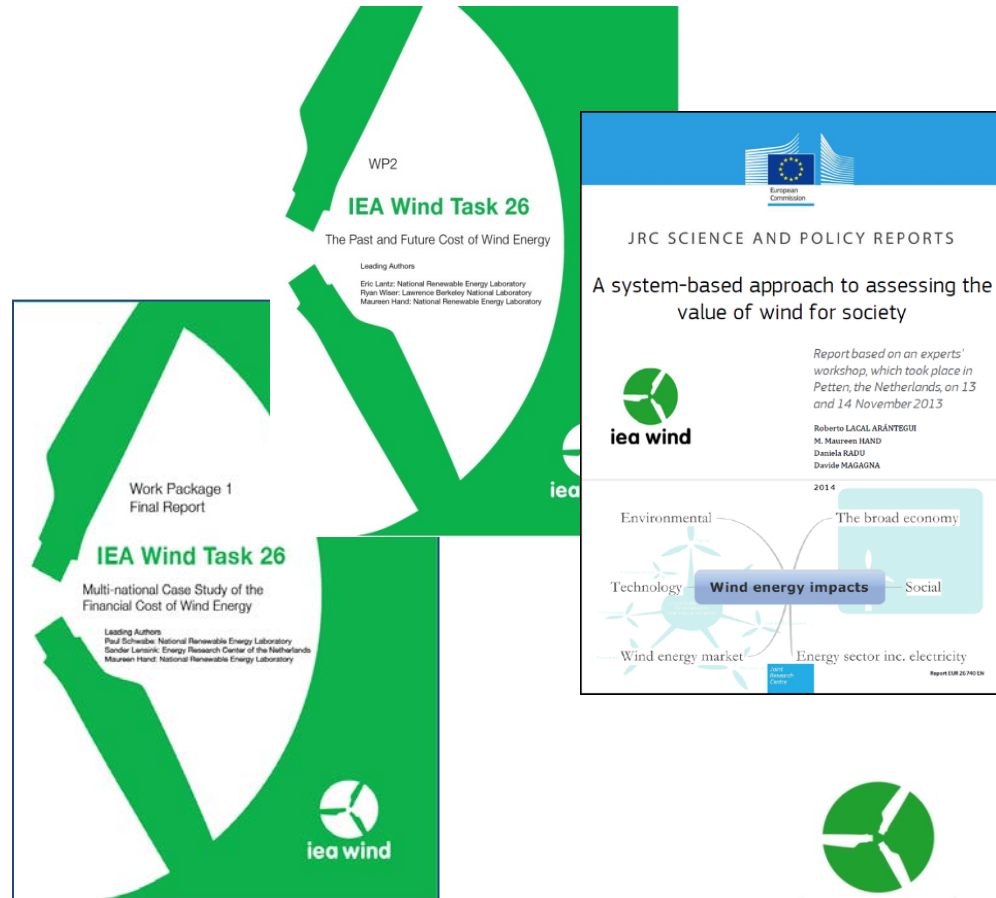 WP2
IEA Wind Task 26
The Past and Future Cost of Wind Energy
Leading Authors
Eric Lantz: National Renewable Energy Laboratory
Ryan Wiser: Lawrence Berkeley National Laboratory
Maureen Hand: National Renewable Energy Laboratory
iea
European
Commission
JRC SCIENCE AND POLICY REPORTS
A system-based approach to assessing the
value of wind for society
Report based on an experts'
workshop, which took place in
Petten, the Netherlands, on 13
and 14 November 2013
iea wind
Roberto LACAL ARÁNTEGUI
M. Maureen HAND
Daniela RADU
Davide MAGAGNA
2014
Environmental
The broad economy
Technology
Wind energy impacts
Social
Wind energy market
Energy sector inc. electricity
Joint
Research
Centre
Report EUR 26740 EN
Work Package 1
Final Report
IEA Wind Task 26
Multi-national Case Study of the
Financial Cost of Wind Energy
Leading Authors
Paul Schwabe: National Renewable Energy Laboratory
Sander Lensink: Energy Research Center of the Netherlands
Maureen Hand: National Renewable Energy Laboratory
iea wind